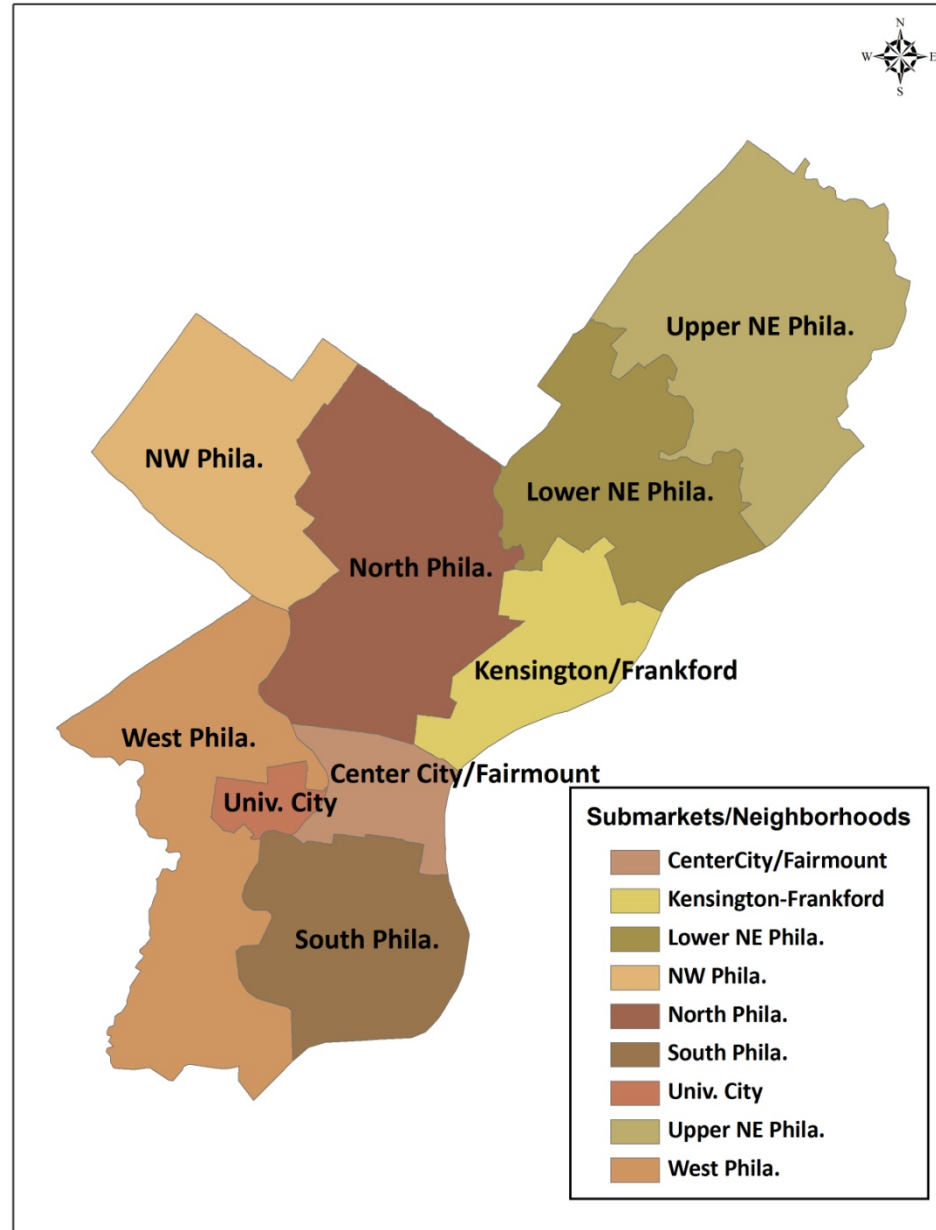 N
W E
S
Upper NE Phila.
NW Phila.
Lower NE Phila.
North Phila.
Kensington/Frankford
West Phila.
Center City/Fairmount
Univ. City
South Phila.
Submarkets/Neighborhoods
CenterCity/Fairmount
Kensington-Frankford
Lower NE Phila.
NW Phila.
North Phila.
South Phila.
Univ. City
Upper NE Phila.
West Phila.